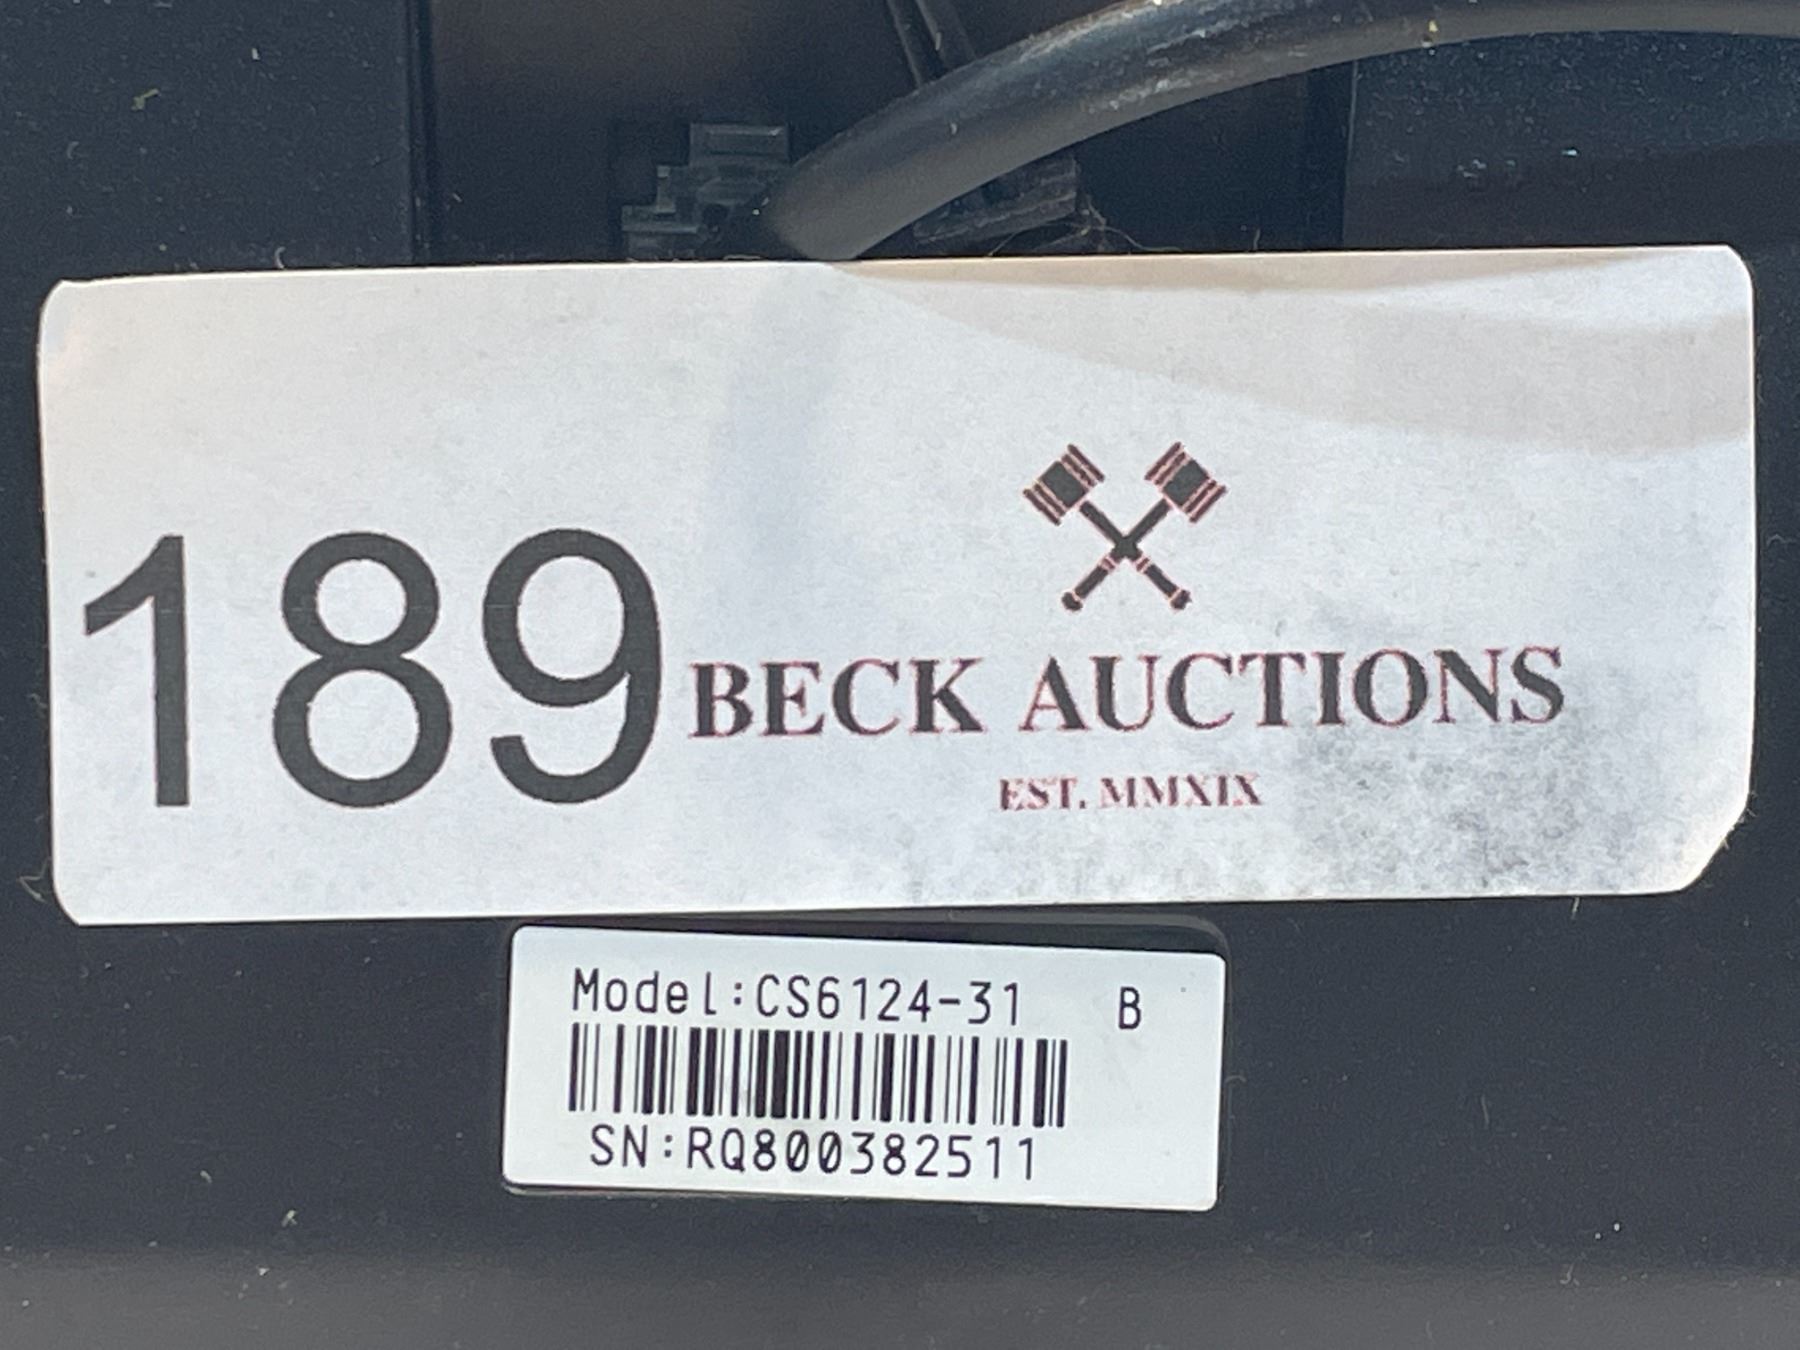 189
BECK AUCTIONS
EST. MMXIX
Model:CS6124-31 B
SN:RQ800382511